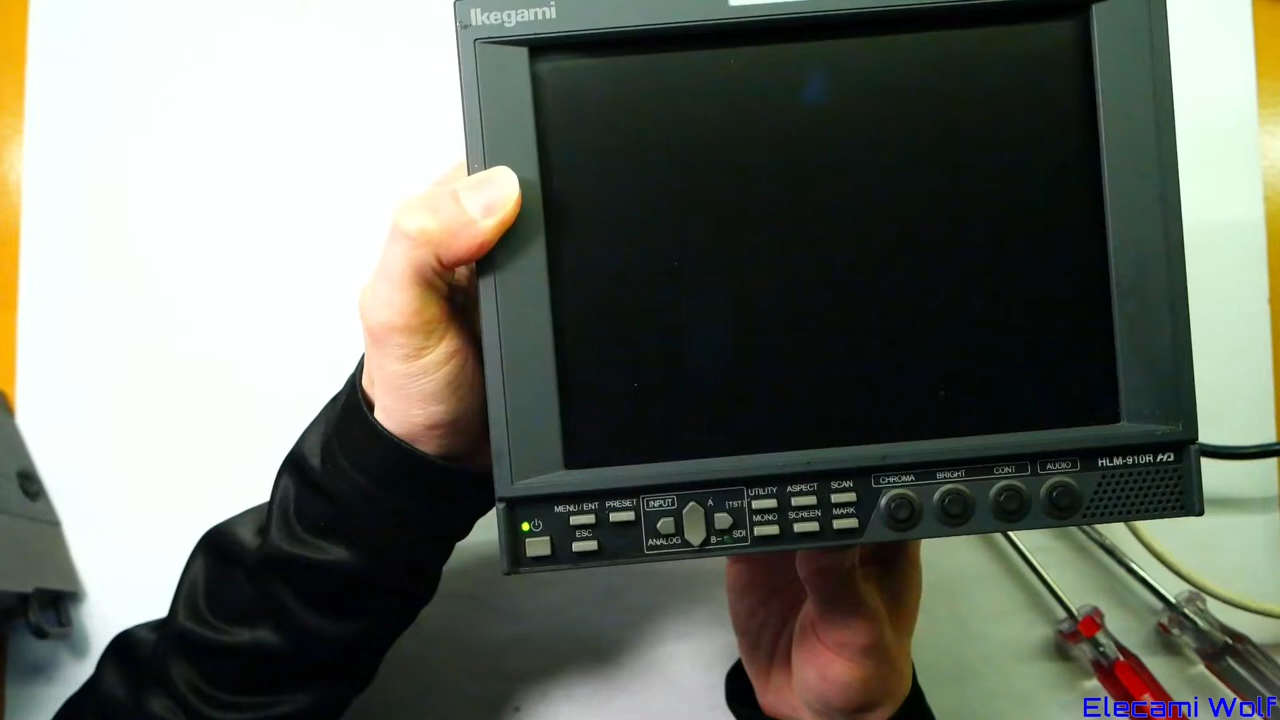 Ikegami
MENU / ENT
PRESET
INPUT
A
[TST]
UTILITY
ASPECT
SCAN
CHROMA
BRIGHT
CONT
AUDIO
HLM-910R HD
ESC
ANALOG
B
SDI
MONO
SCREEN
MARK
Elecami Wolf